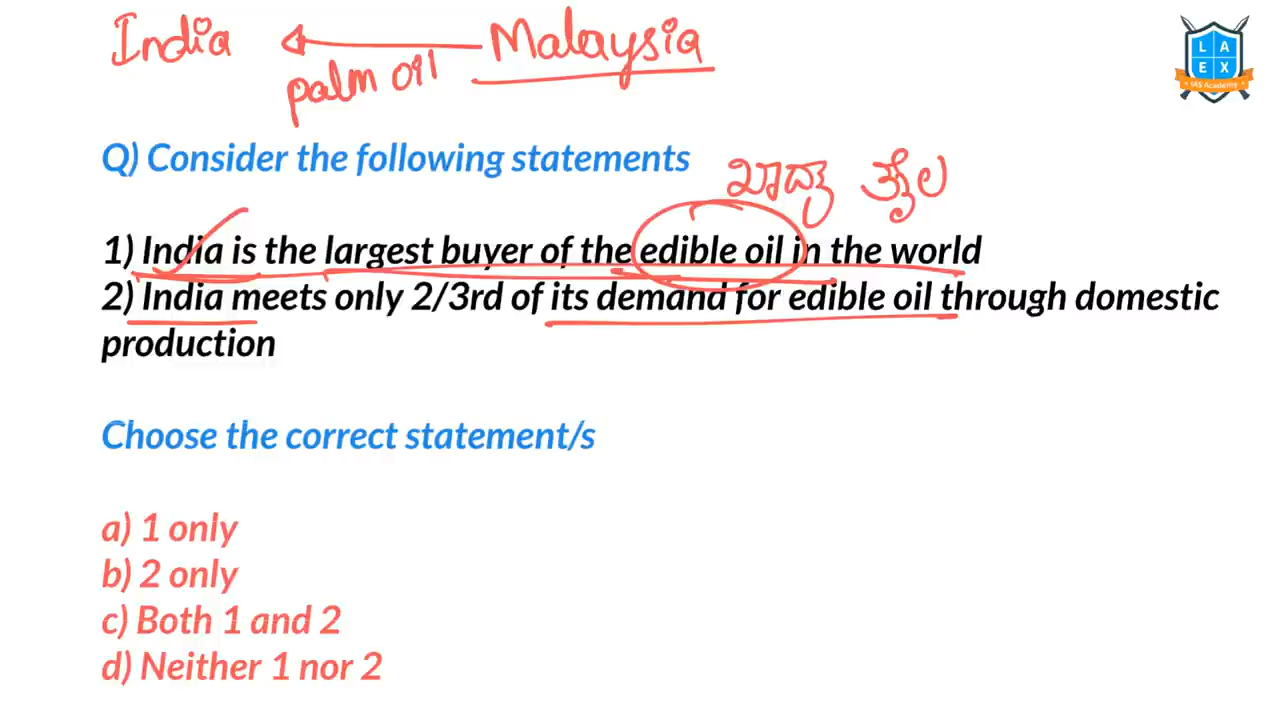 India ← Malaysia
palm oil
L A
E X
IAS Academy
Q) Consider the following statements
ಖಾದ್ಯ ತೈಲ
1) India is the largest buyer of the edible oil in the world
2) India meets only 2/3rd of its demand for edible oil through domestic
production
Choose the correct statement/s
a) 1 only
b) 2 only
c) Both 1 and 2
d) Neither 1 nor 2